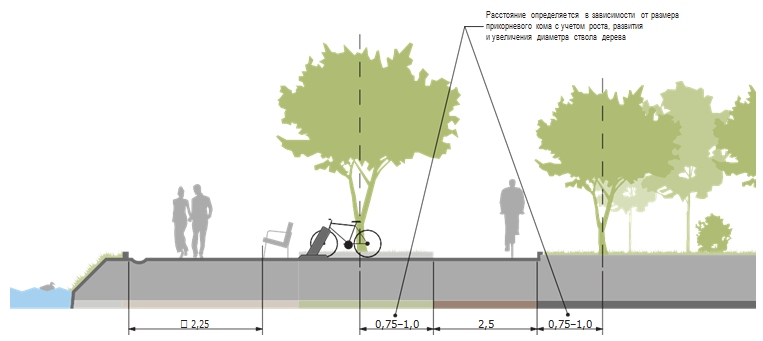 Расстояние определяется в зависимости от размера
прикорневого кома с учетом роста, развития
и увеличения диаметра ствола дерева
□ 2,25
0,75–1,0
2,5
0,75–1,0